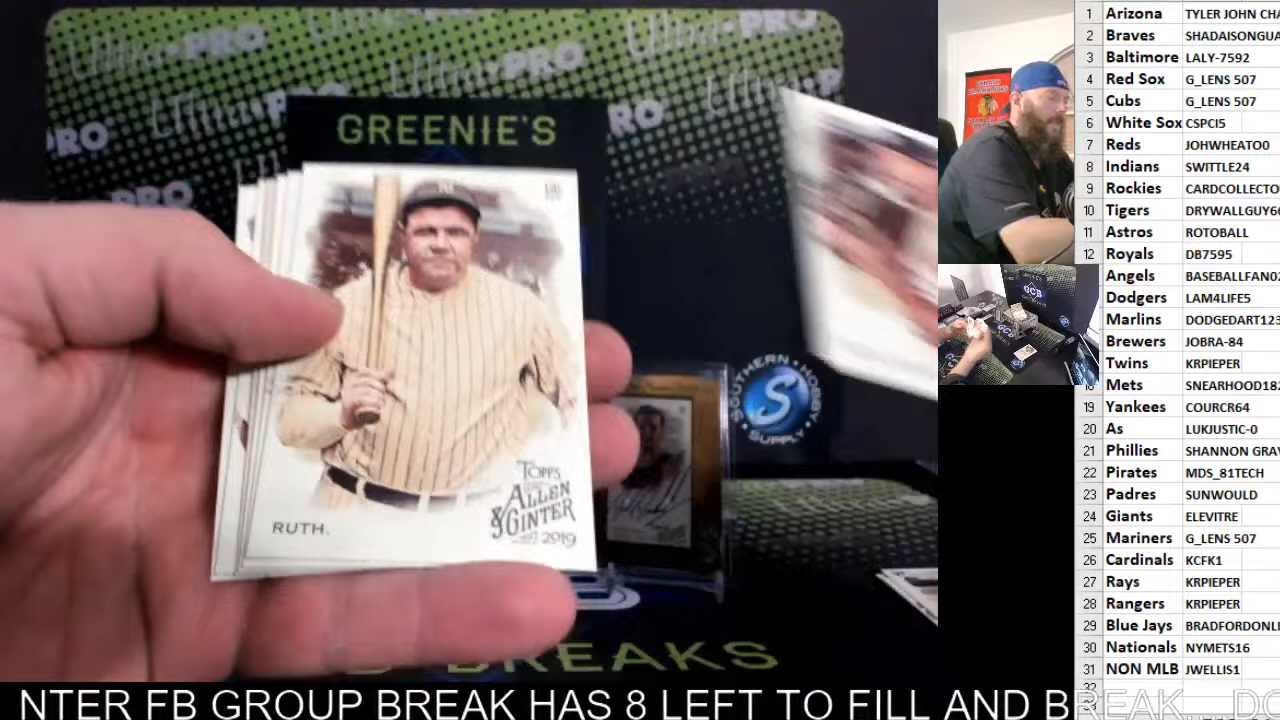 Ultra PRO
PRO
PRO
PRO
PRO
GREENIE'S
RUTH
TOPPS
ALLEN
& GINTER
2019
SOUTHERN HOBBY
SUPPLY
S
BREAKS
GCB
1 Arizona TYLER JOHN CHA
2 Braves SHADAISONGUA
3 Baltimore LALY-7592
4 Red Sox G_LENS 507
5 Cubs G_LENS 507
6 White Sox CSPCI5
7 Reds JOHWHEATO0
8 Indians SWITTLE24
9 Rockies CARDCOLLECTO
10 Tigers DRYWALLGUY6
11 Astros ROTOBALL
12 Royals DB7595
Angels BASEBALLFAN0
Dodgers LAM4LIFE5
Marlins DODGEDART123
Brewers JOBRA-84
Twins KRPIEPER
18 Mets SNEARHOOD182
19 Yankees COURCR64
20 As LUKJUSTIC-0
21 Phillies SHANNON GRAV
22 Pirates MDS_81TECH
23 Padres SUNWOULD
24 Giants ELEVITRE
25 Mariners G_LENS 507
26 Cardinals KCFK1
27 Rays KRPIEPER
28 Rangers KRPIEPER
29 Blue Jays BRADFORDONLI
30 Nationals NYMETS16
31 NON MLB JWELLIS1
NTER FB GROUP BREAK HAS 8 LEFT TO FILL AND BREAK... DO